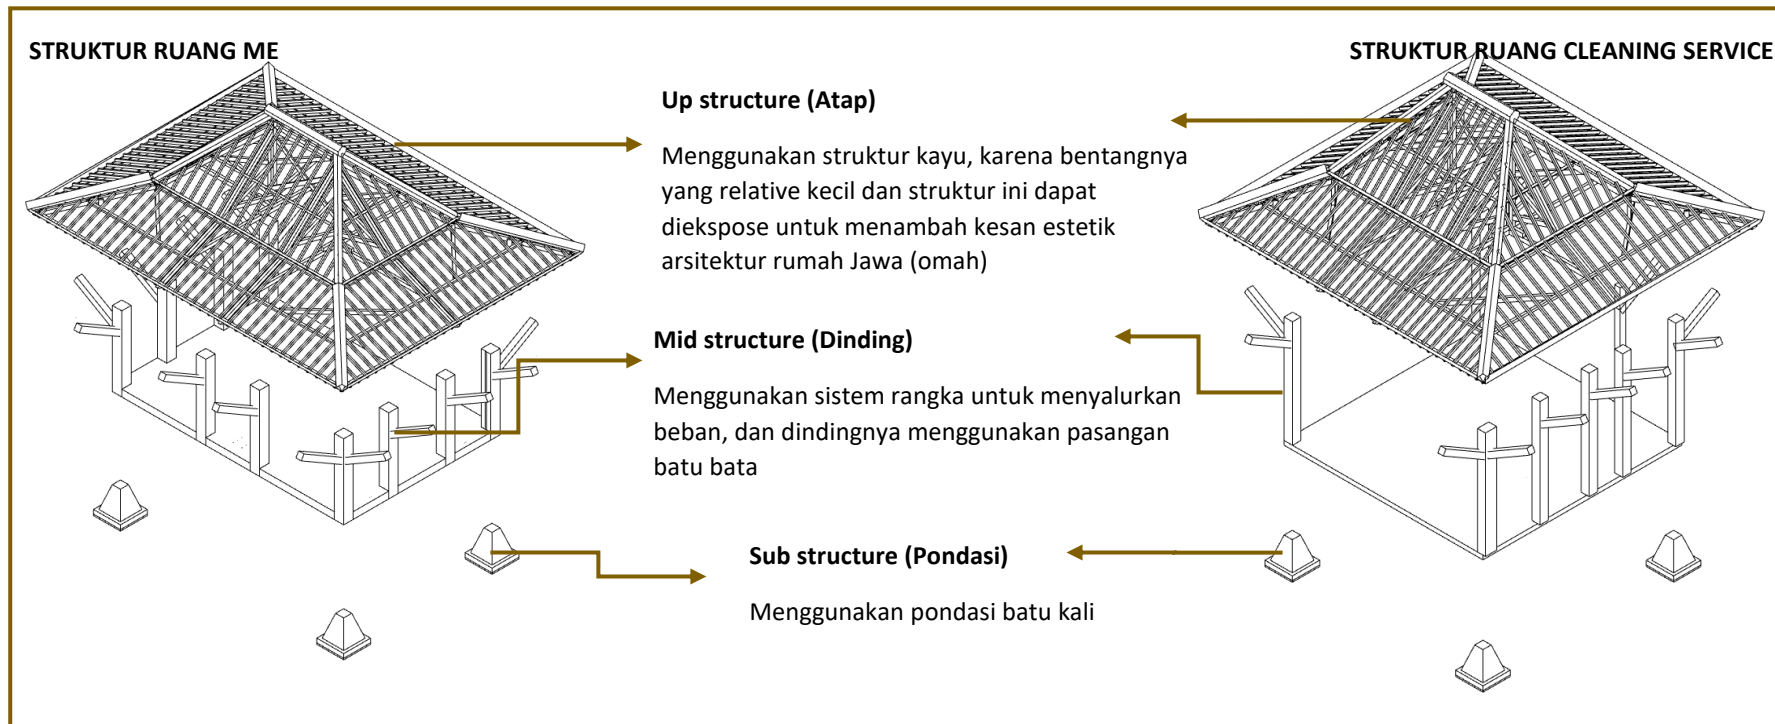 STRUKTUR RUANG ME
STRUKTUR RUANG CLEANING SERVICE
Up structure (Atap)
Menggunakan struktur kayu, karena bentangnya
yang relative kecil dan struktur ini dapat
diekspose untuk menambah kesan estetik
arsitektur rumah Jawa (omah)
Mid structure (Dinding)
Menggunakan sistem rangka untuk menyalurkan
beban, dan dindingnya menggunakan pasangan
batu bata
Sub structure (Pondasi)
Menggunakan pondasi batu kali